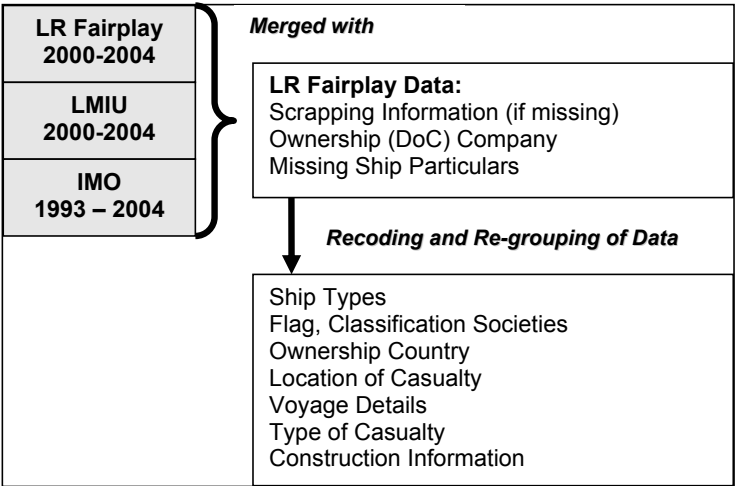 LR Fairplay
2000-2004
LMIU
2000-2004
IMO
1993 – 2004
Merged with
LR Fairplay Data:
Scrapping Information (if missing)
Ownership (DoC) Company
Missing Ship Particulars
Recoding and Re-grouping of Data
Ship Types
Flag, Classification Societies
Ownership Country
Location of Casualty
Voyage Details
Type of Casualty
Construction Information